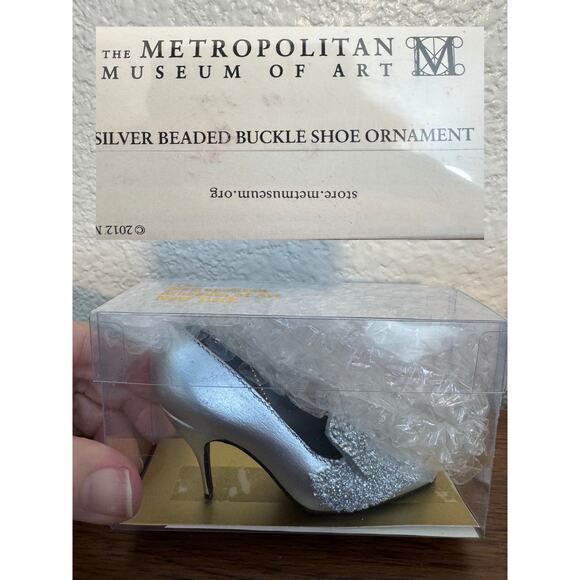 THE METROPOLITAN
MUSEUM OF ART
M
SILVER BEADED BUCKLE SHOE ORNAMENT
store.metmuseum.org
©2012 M